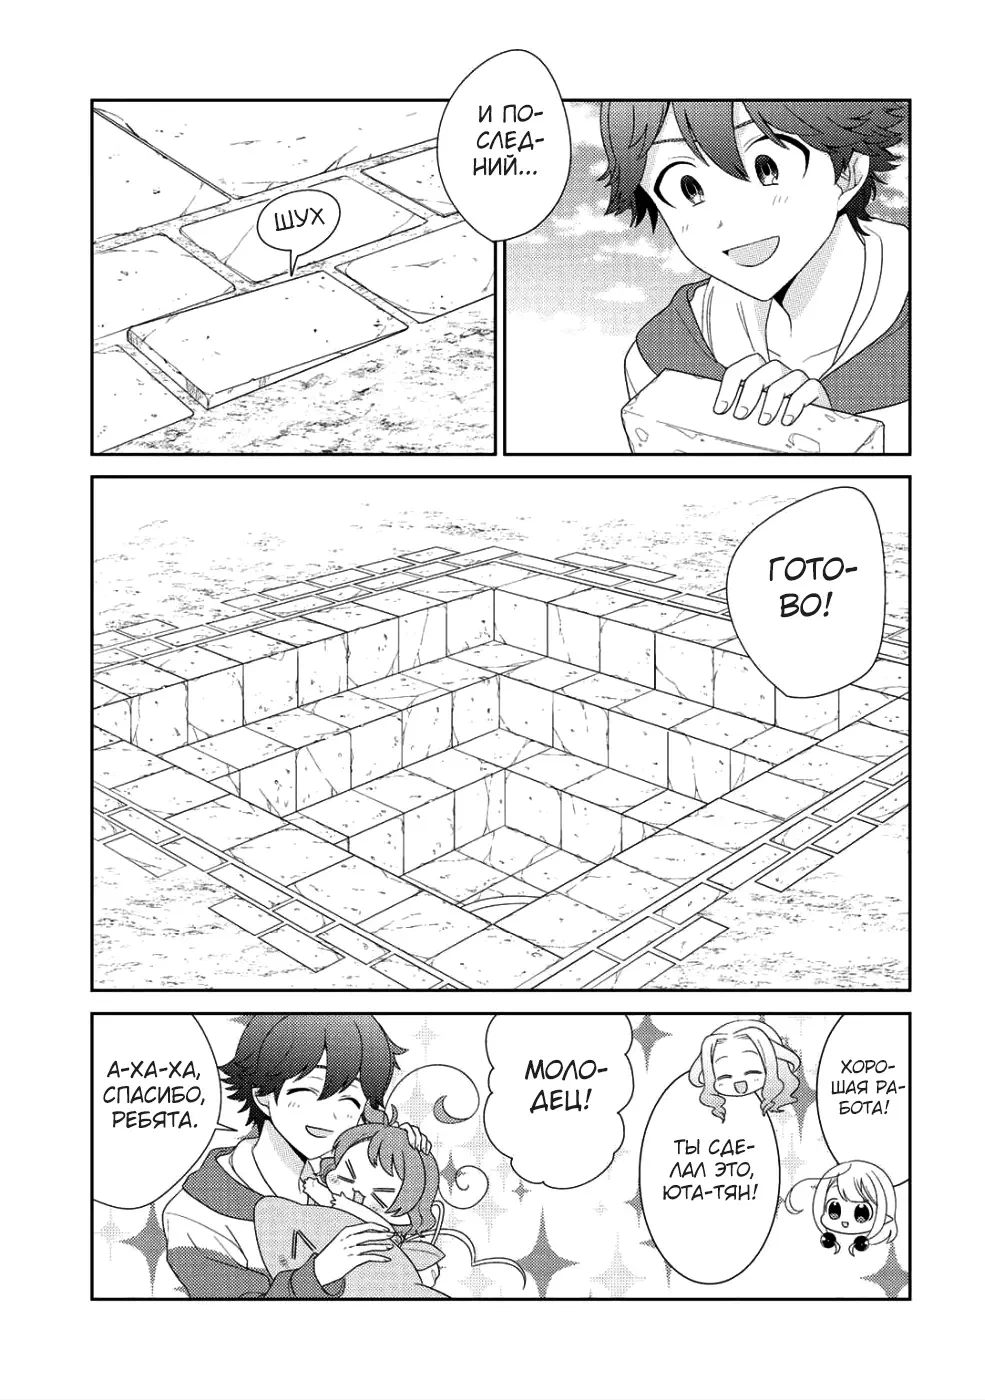 И ПО-
СЛЕД-
НИЙ...
ШУХ
ГОТО-
ВО!
ХОРО-
ШАЯ РА-
БОТА!
ТЫ СДЕ-
ЛАЛ ЭТО,
ЮТА-ТЯН!
МОЛО-
ДЕЦ!
А-ХА-ХА,
СПАСИБО,
РЕБЯТА.